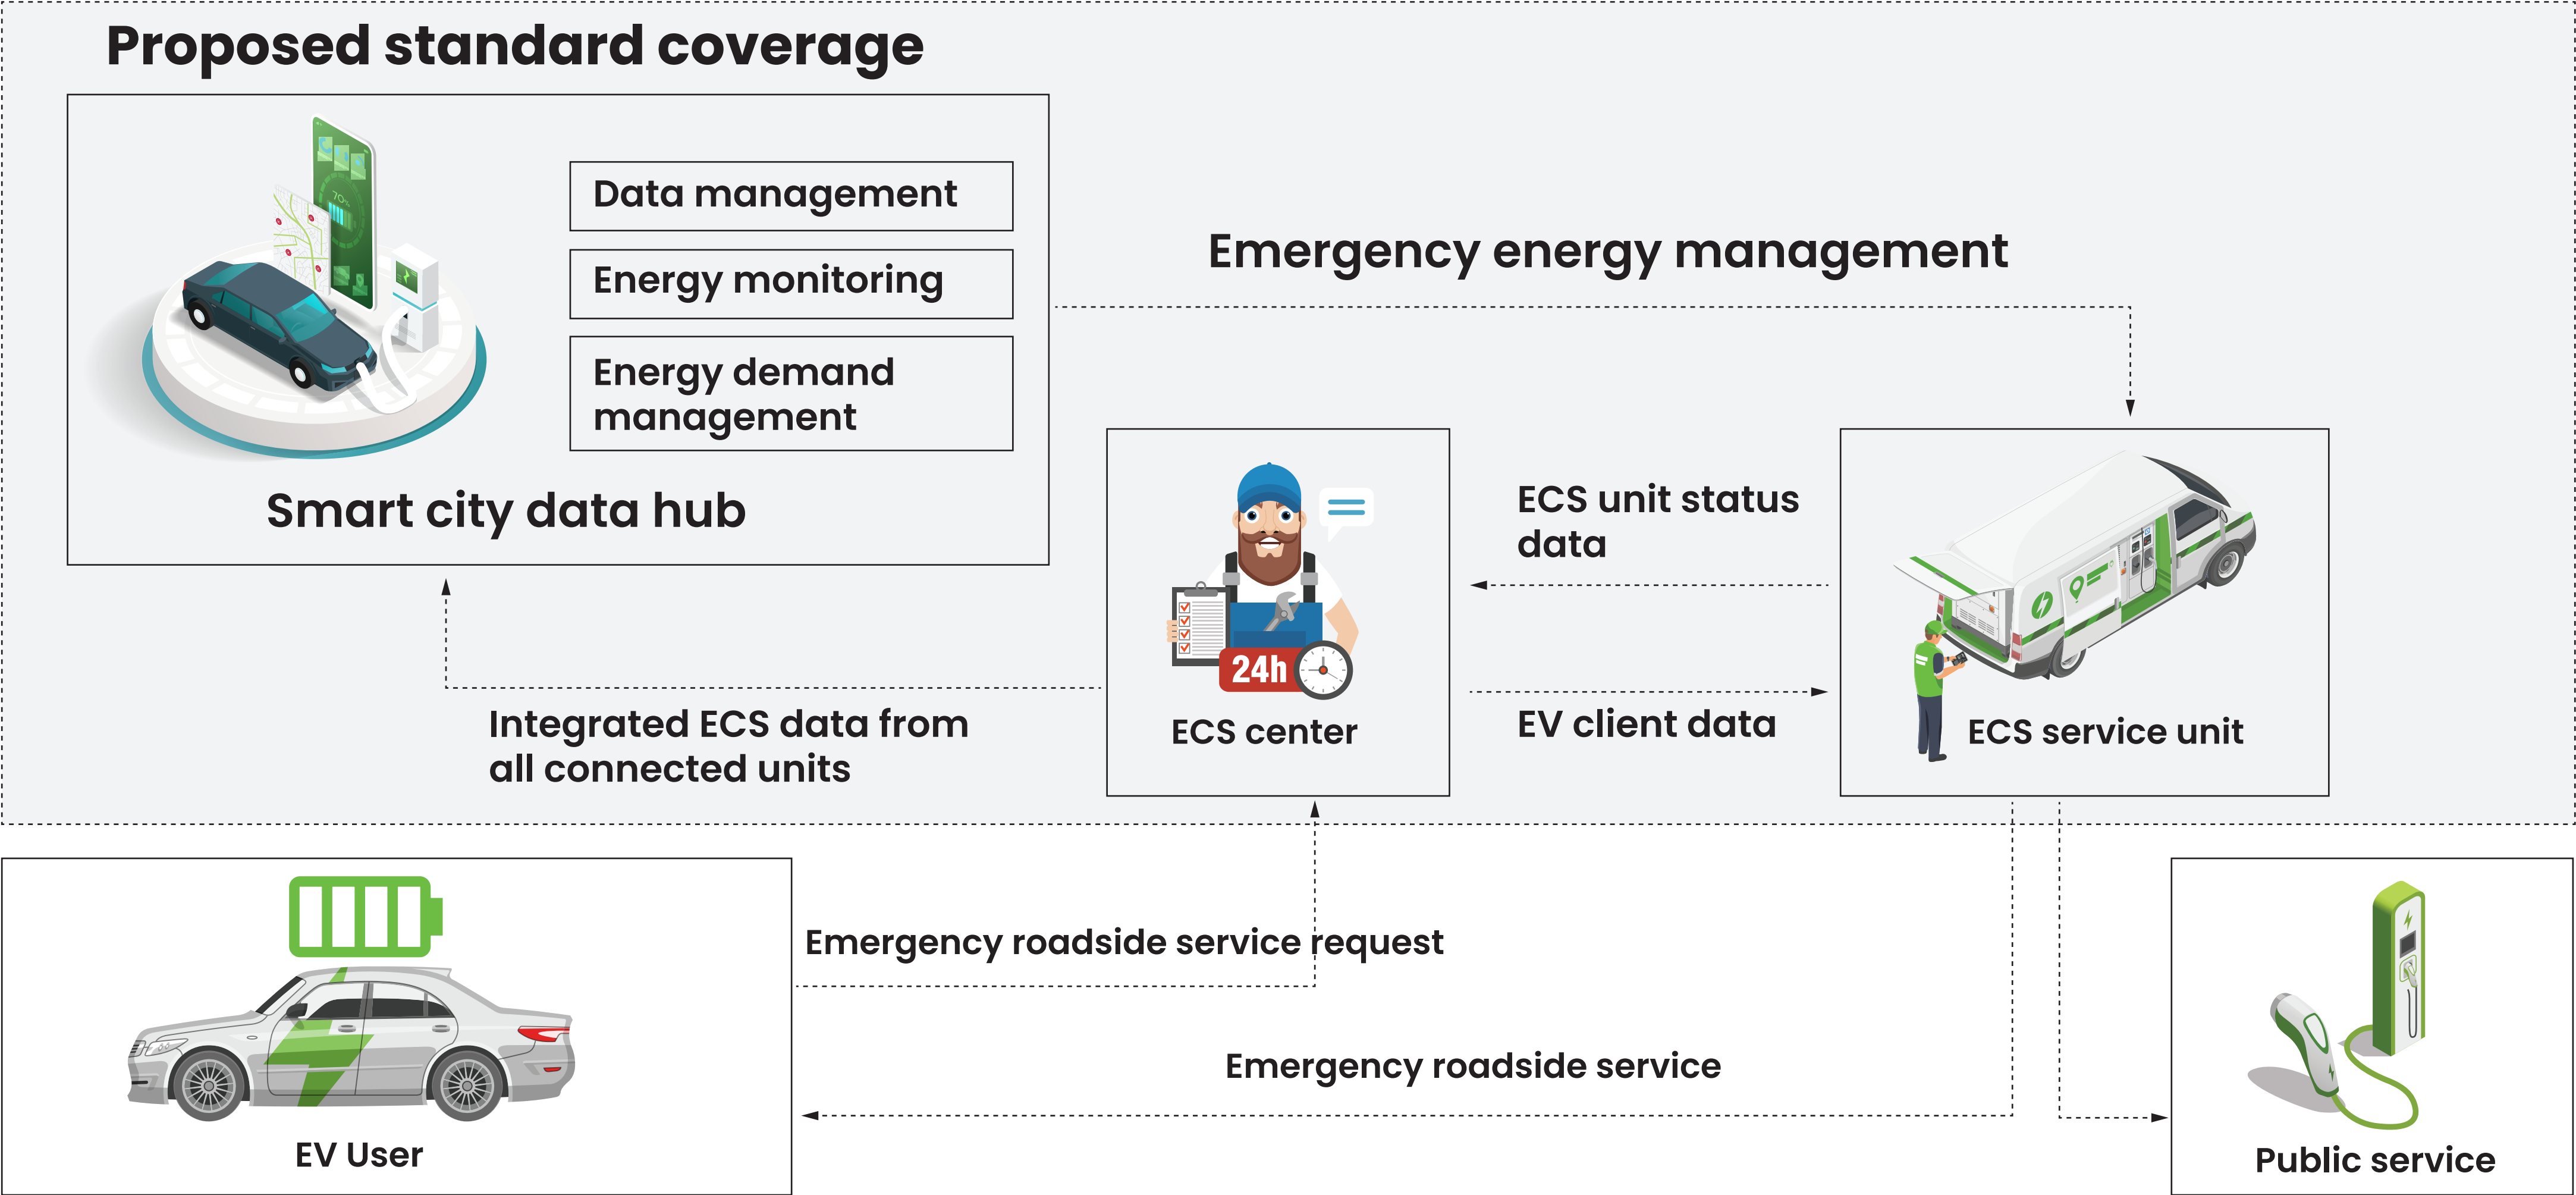 Proposed standard coverage
70%
Data management
Energy monitoring
Energy demand
management
Smart city data hub
Emergency energy management
ECS unit status
data
24h
ECS center
EV client data
ECS service unit
Integrated ECS data from
all connected units
Emergency roadside service request
Emergency roadside service
EV User
Public service